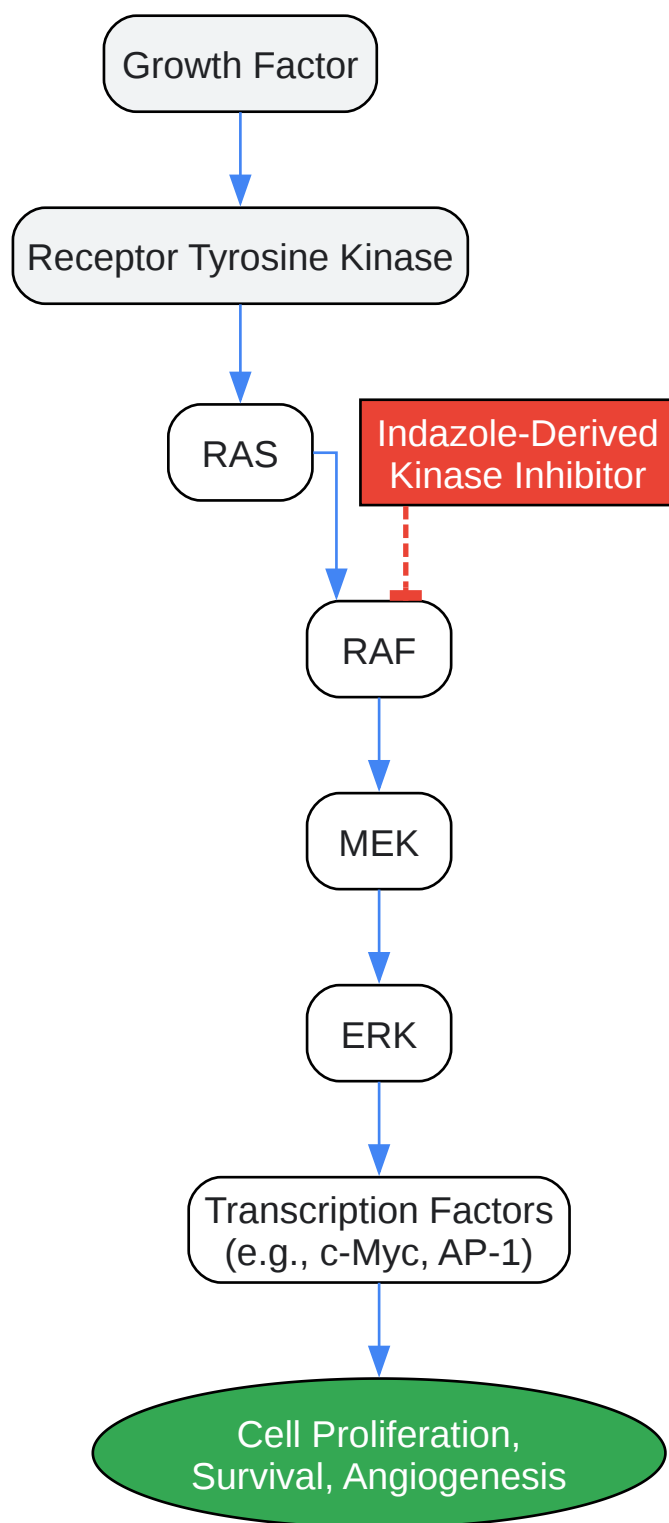 Growth Factor
Receptor Tyrosine Kinase
RAS
Indazole-Derived
Kinase Inhibitor
RAF
MEK
ERK
Transcription Factors
(e.g., c-Myc, AP-1)
Cell Proliferation,
Survival, Angiogenesis